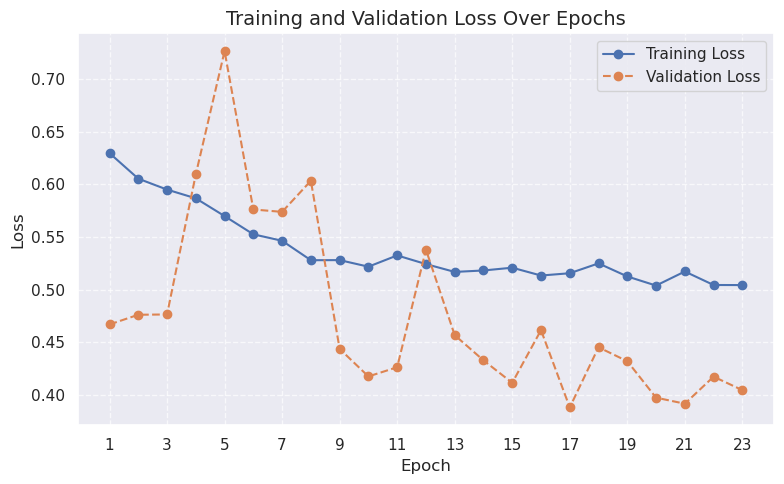 Training and Validation Loss Over Epochs
Training Loss
Validation Loss
Loss
0.70
0.65
0.60
0.55
0.50
0.45
0.40
1 3 5 7 9 11 13 15 17 19 21 23
Epoch